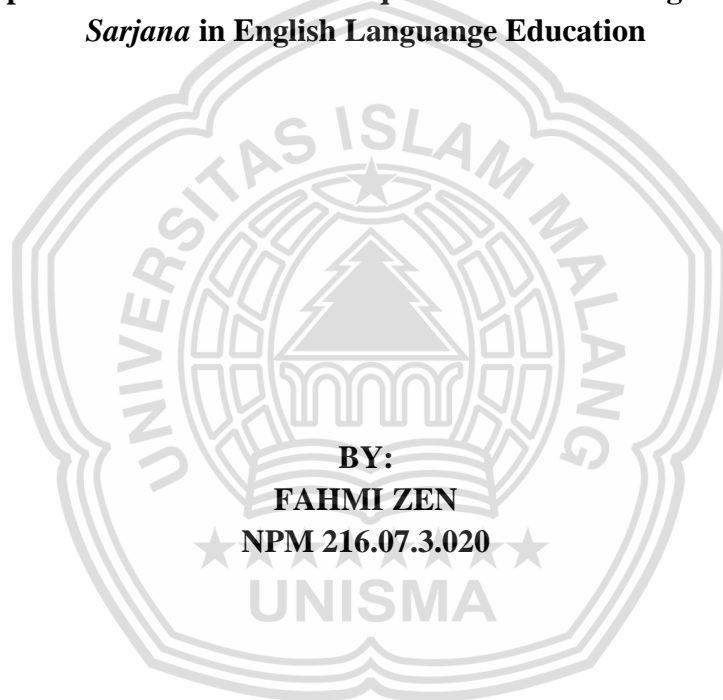 Sarjana in English Languange Education
UNIVERSITAS ISLAM MALANG
BY:
FAHMI ZEN
NPM 216.07.3.020
UNISMA